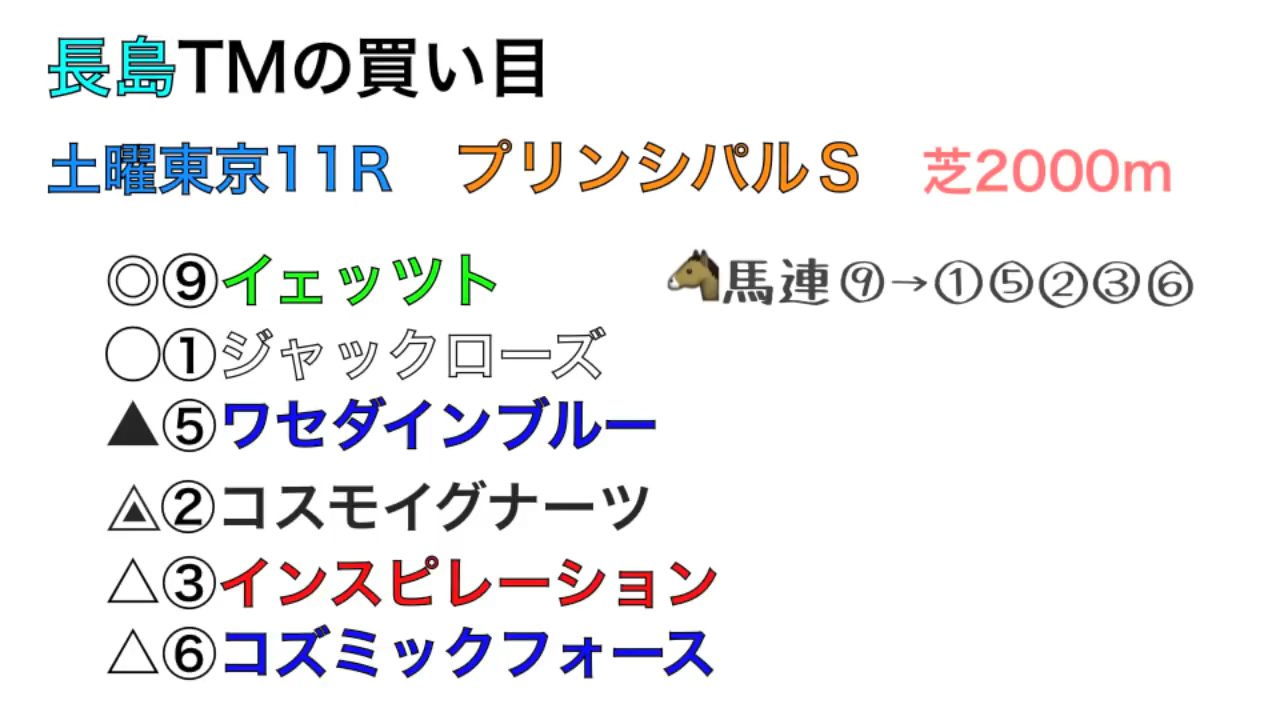 長島TMの買い目
土曜東京11R プリンシパルS 芝2000m
◎⑨イェッツト
馬連⑨→①⑤②③⑥
○①ジャックローズ
▲⑤ワセダインブルー
◬②コスモイグナーツ
△③インスピレーション
△⑥コズミックフォース